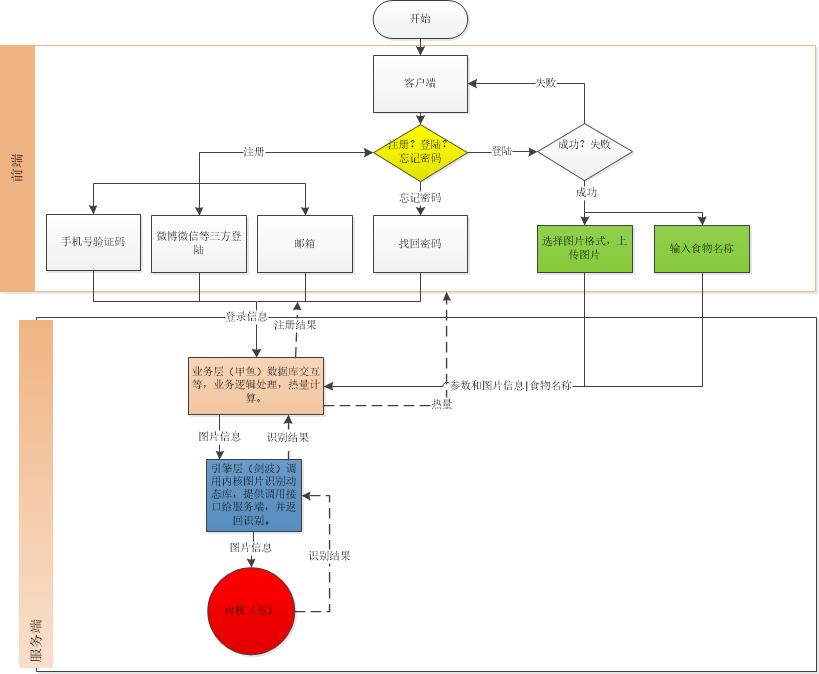 开始
前端
客户端
失败
注册？登陆？
忘记密码
注册
登陆
成功？失败
忘记密码
成功
手机号验证码
微博微信等三方登
陆
邮箱
找回密码
选择图片格式，上
传图片
输入食物名称
登录信息
注册结果
业务层（甲鱼）数据库交互
等，业务逻辑处理，热量计
算。
参数和图片信息|食物名称
热量
图片信息
识别结果
引擎层（剑波）调
用内核图片识别动
态库，提供调用接
口给服务端，并返
回识别。
图片信息
识别结果
内核（亮）
服务端